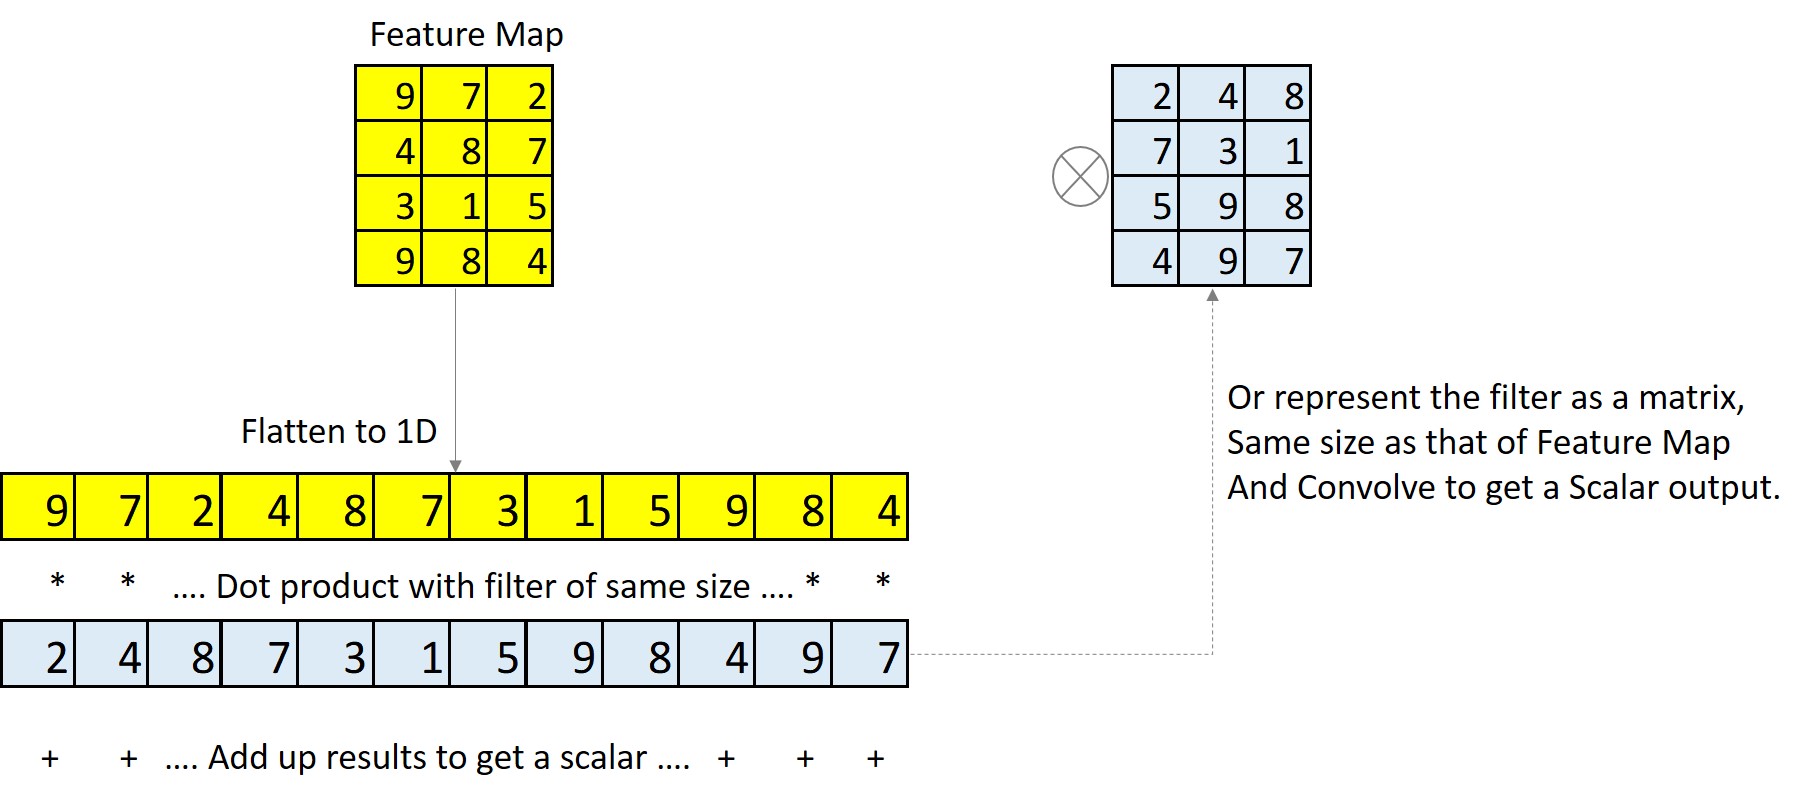 Feature Map
9 7 2
4 8 7
3 1 5
9 8 4
2 4 8
7 3 1
5 9 8
4 9 7
Flatten to 1D
Or represent the filter as a matrix,
Same size as that of Feature Map
And Convolve to get a Scalar output.
9 7 2 4 8 7 3 1 5 9 8 4
* * .... Dot product with filter of same size .... * *
2 4 8 7 3 1 5 9 8 4 9 7
+ + .... Add up results to get a scalar .... + + +